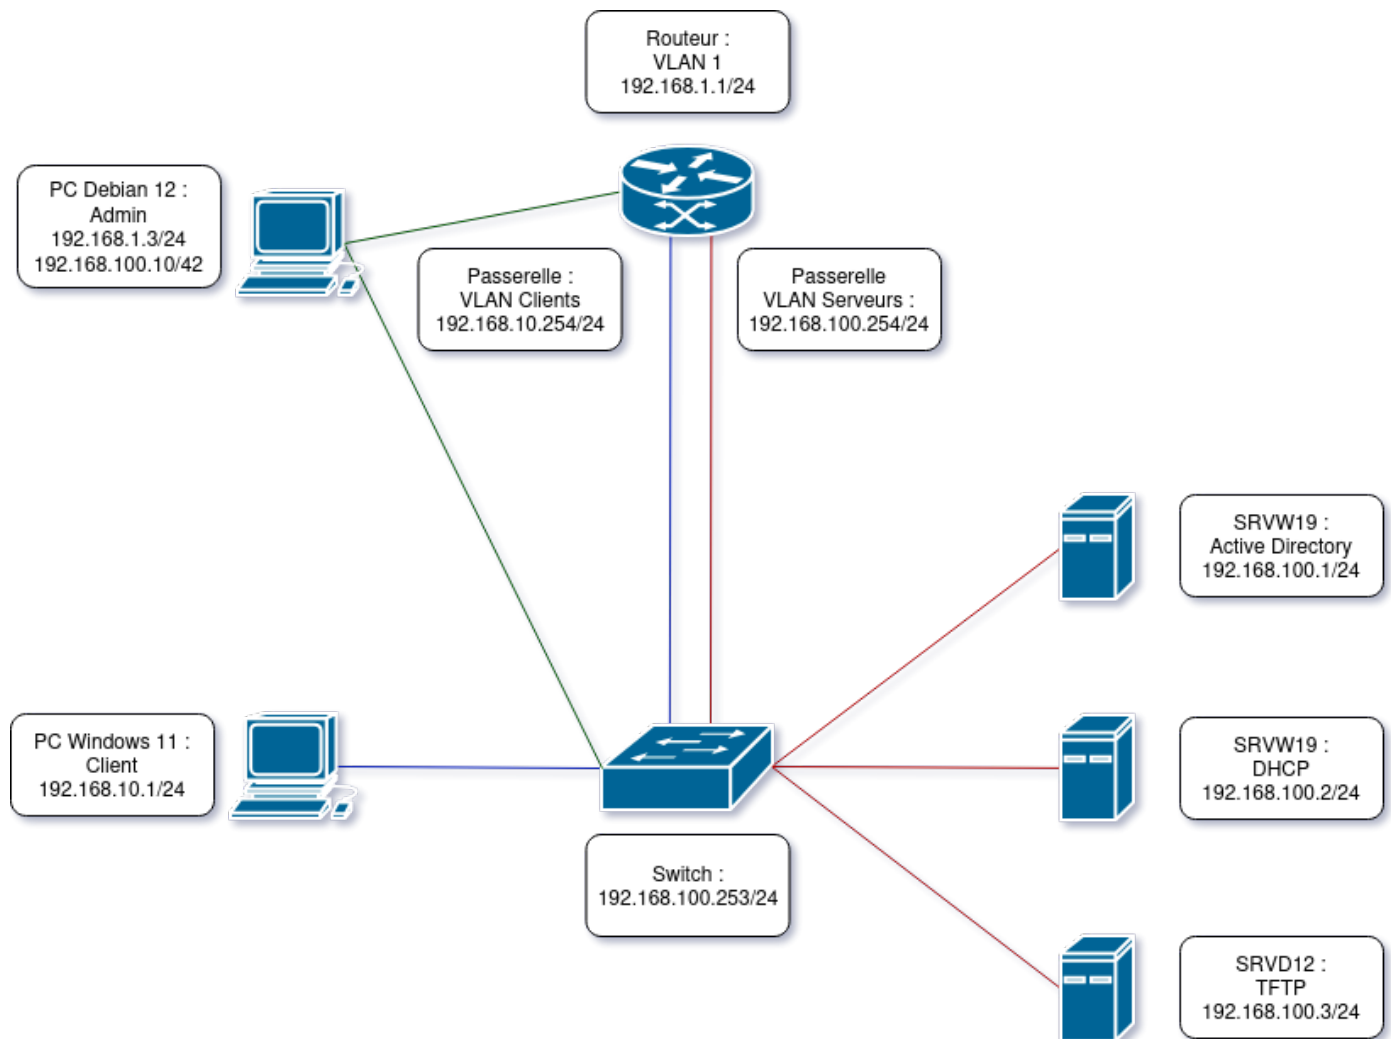 Routeur :
VLAN 1
192.168.1.1/24
PC Debian 12 :
Admin
192.168.1.3/24
192.168.100.10/42
Passerelle :
VLAN Clients
192.168.10.254/24
Passerelle
VLAN Serveurs :
192.168.100.254/24
SRVW19 :
Active Directory
192.168.100.1/24
PC Windows 11 :
Client
192.168.10.1/24
SRVW19 :
DHCP
192.168.100.2/24
Switch :
192.168.100.253/24
SRVD12 :
TFTP
192.168.100.3/24